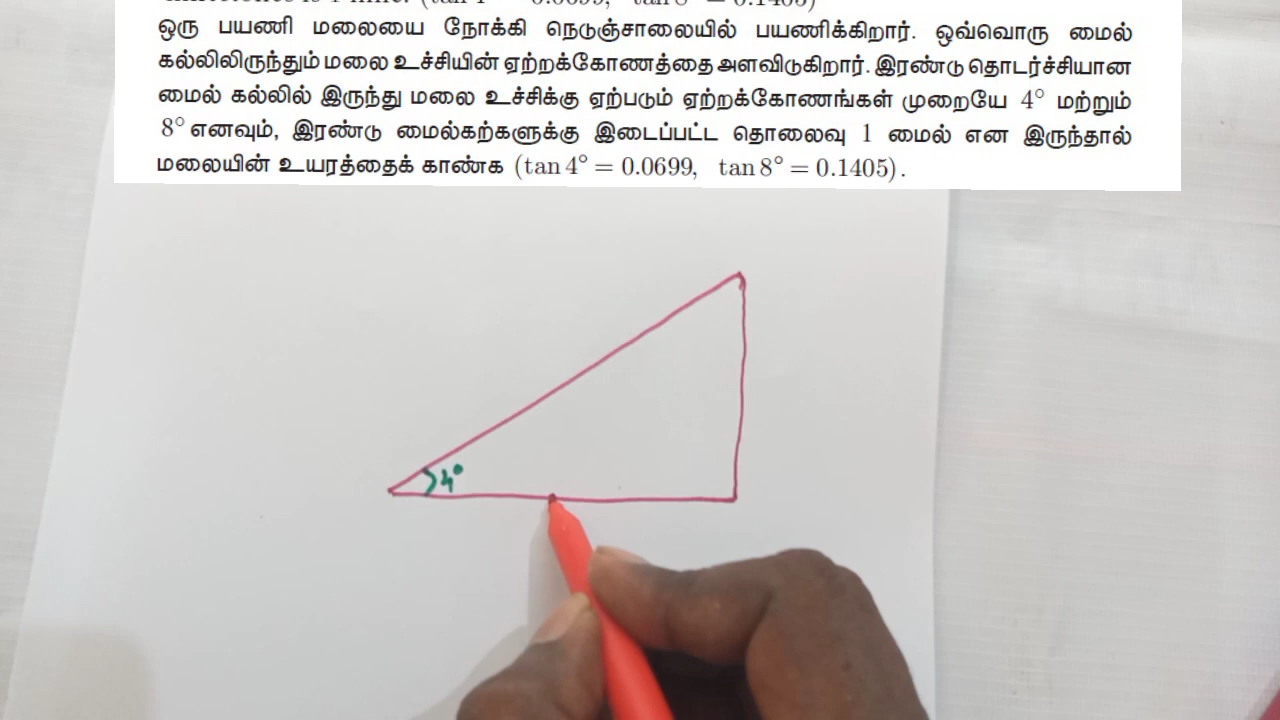 ஒரு பயணி மலையை நோக்கி நெடுஞ்சாலையில் பயணிக்கிறார். ஒவ்வொரு மைல்
கல்லிலிருந்தும் மலை உச்சியின் ஏற்றக்கோணத்தை அளவிடுகிறார். இரண்டு தொடர்ச்சியான
மைல் கல்லில் இருந்து மலை உச்சிக்கு ஏற்படும் ஏற்றக்கோணங்கள் முறையே 4° மற்றும்
8° எனவும், இரண்டு மைல்கற்களுக்கு இடைப்பட்ட தொலைவு 1 மைல் என இருந்தால்
மலையின் உயரத்தைக் காண்க (tan 4° = 0.0699, tan 8° = 0.1405).
4°